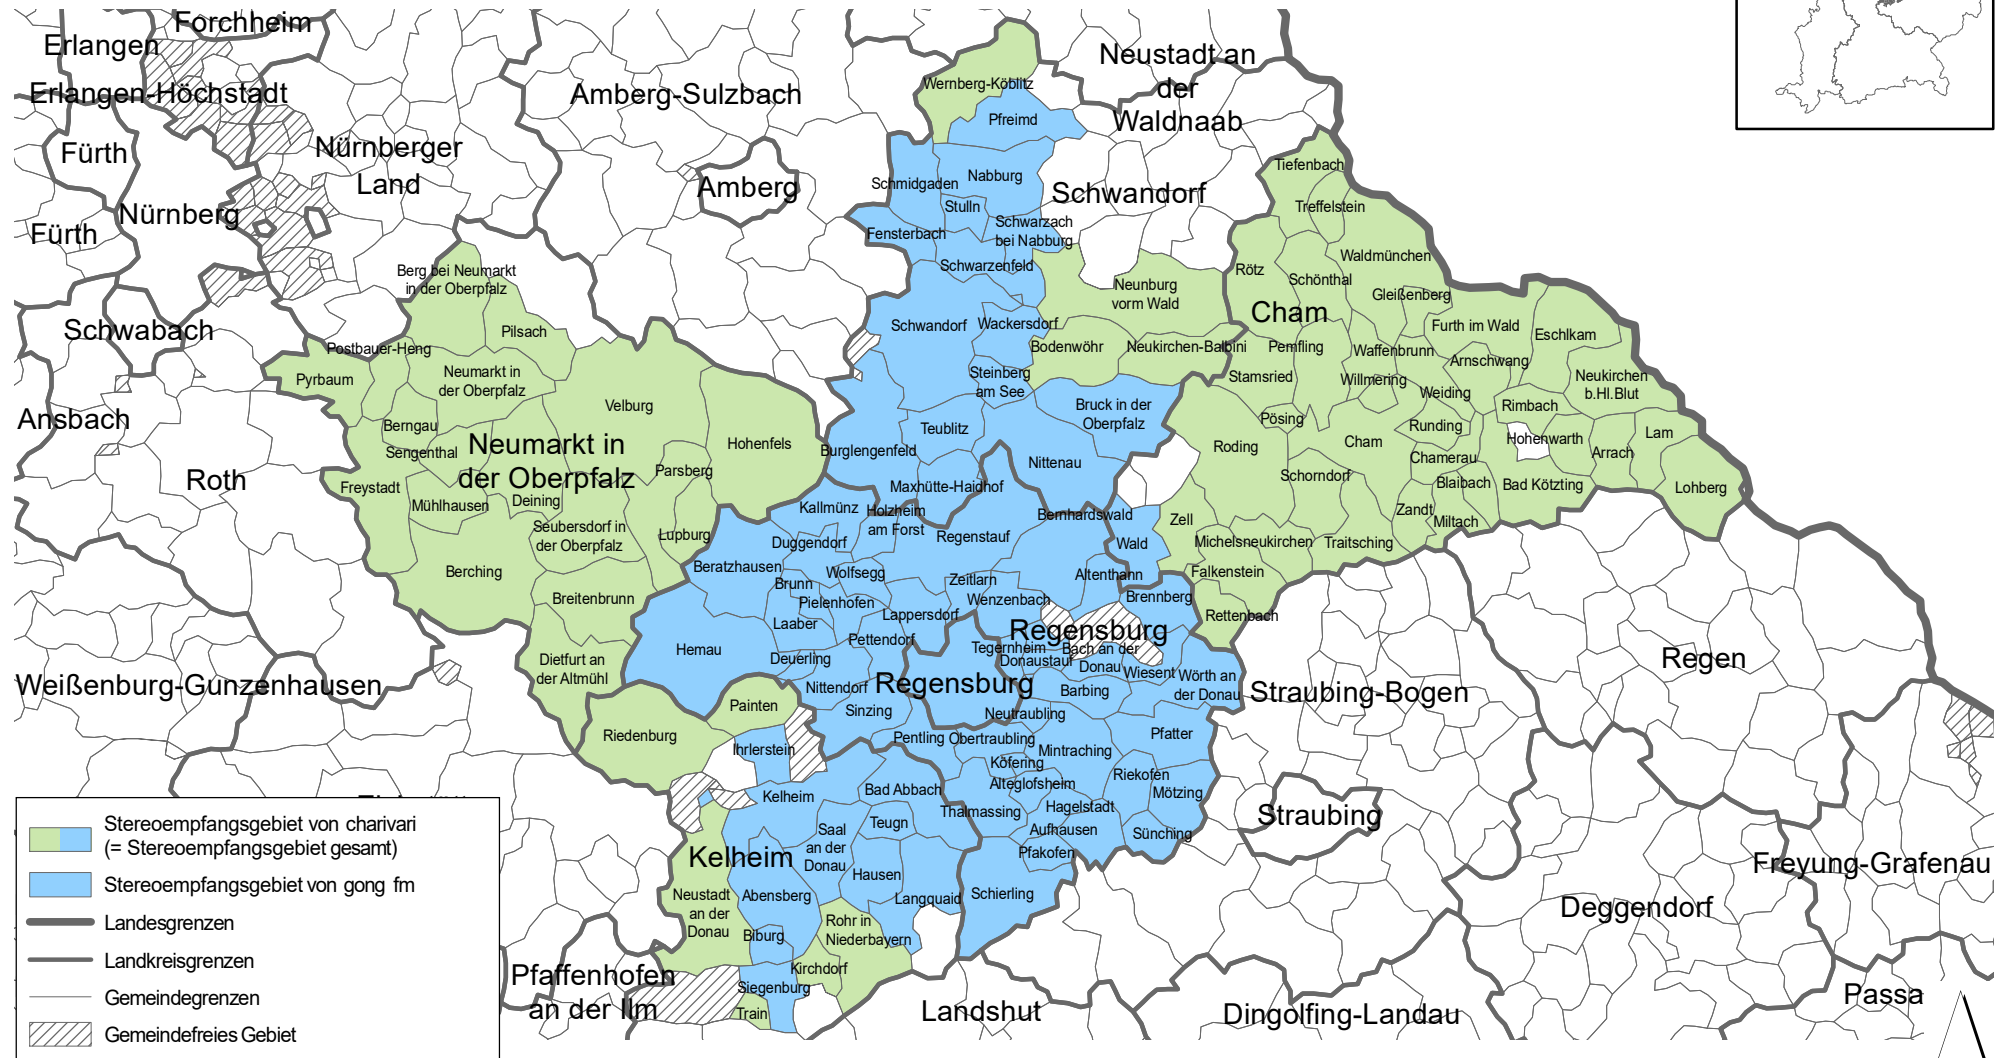 Forchheim
Erlangen
Erlangen-Höchstadt
Fürth
Nürnberger
Land
Nürnberg
Fürth
Schwabach
Ansbach
Roth
Weißenburg-Gunzenhausen
Amberg-Sulzbach
Amberg
Neustadt an
der
Waldnaab
Schwandorf
Cham
Neumarkt in
der Oberpfalz
Regensburg
Regensburg
Kelheim
Pfaffenhofen
an der Ilm
Landshut
Dingolfing-Landau
Straubing-Bogen
Straubing
Regen
Deggendorf
Freyung-Grafenau
Passa
Wernberg-Köblitz
Pfreimd
Nabburg
Schmidgaden
Stulln
Schwarzach
bei Nabburg
Fensterbach
Schwarzenfeld
Schwandorf
Wackersdorf
Steinberg
am See
Bodenwöhr
Neunburg
vorm Wald
Neukirchen-Balbini
Bruck in der
Oberpfalz
Teublitz
Burglengenfeld
Nittenau
Maxhütte-Haidhof
Tiefenbach
Treffelstein
Waldmünchen
Rötz
Schönthal
Gleißenberg
Furth im Wald
Eschlkam
Pemfling
Waffenbrunn
Arnschwang
Stamsried
Willmering
Weiding
Neukirchen
b.Hl.Blut
Rimbach
Pösing
Runding
Hohenwarth
Lam
Roding
Cham
Chamerau
Arrach
Schorndorf
Blaibach
Bad Kötzting
Lohberg
Zandt
Miltach
Zell
Michelsneukirchen
Traitsching
Wald
Falkenstein
Rettenbach
Berg bei Neumarkt
in der Oberpfalz
Pilsach
Postbauer-Heng
Pyrbaum
Neumarkt in
der Oberpfalz
Velburg
Berngau
Hohenfels
Sengenthal
Parsberg
Freystadt
Mühlhausen
Deining
Seubersdorf in
der Oberpfalz
Lupburg
Berching
Breitenbrunn
Dietfurt an
der Altmühl
Kallmünz
Holzheim
am Forst
Bernhardswald
Regenstauf
Duggendorf
Beratzhausen
Wolfsegg
Brunn
Zeitlarn
Altenthann
Pielenhofen
Wenzenbach
Brennberg
Laaber
Lappersdorf
Pettendorf
Hemau
Deuerling
Tegernheim
Bach an der
Donau
Donaustauf
Wiesent
Wörth an
der Donau
Nittendorf
Barbing
Sinzing
Neutraubling
Pentling
Obertraubling
Mintraching
Pfatter
Köfering
Alteglofsheim
Riekofen
Mötzing
Hagelstadt
Thalmassing
Aufhausen
Sünching
Pfakofen
Schierling
Painten
Riedenburg
Ihrlerstein
Kelheim
Bad Abbach
Teugn
Saal
an der
Donau
Hausen
Abensberg
Langquaid
Neustadt
an der
Donau
Rohr in
Niederbayern
Biburg
Kirchdorf
Siegenburg
Train
Stereoempfangsgebiet von charivari
(= Stereoempfangsgebiet gesamt)
Stereoempfangsgebiet von gong fm
Landesgrenzen
Landkreisgrenzen
Gemeindegrenzen
Gemeindefreies Gebiet